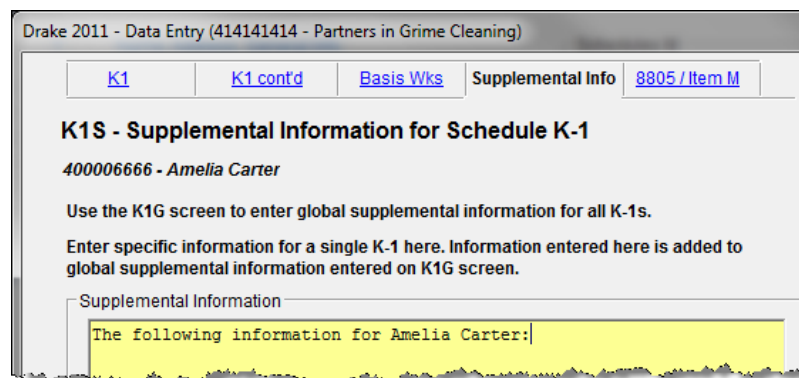 Drake 2011 - Data Entry (414141414 - Partners in Grime Cleaning)
K1 K1 cont'd Basis Wks Supplemental Info 8805 / Item M
K1S - Supplemental Information for Schedule K-1
400006666 - Amelia Carter
Use the K1G screen to enter global supplemental information for all K-1s.
Enter specific information for a single K-1 here. Information entered here is added to
global supplemental information entered on K1G screen.
Supplemental Information
The following information for Amelia Carter: